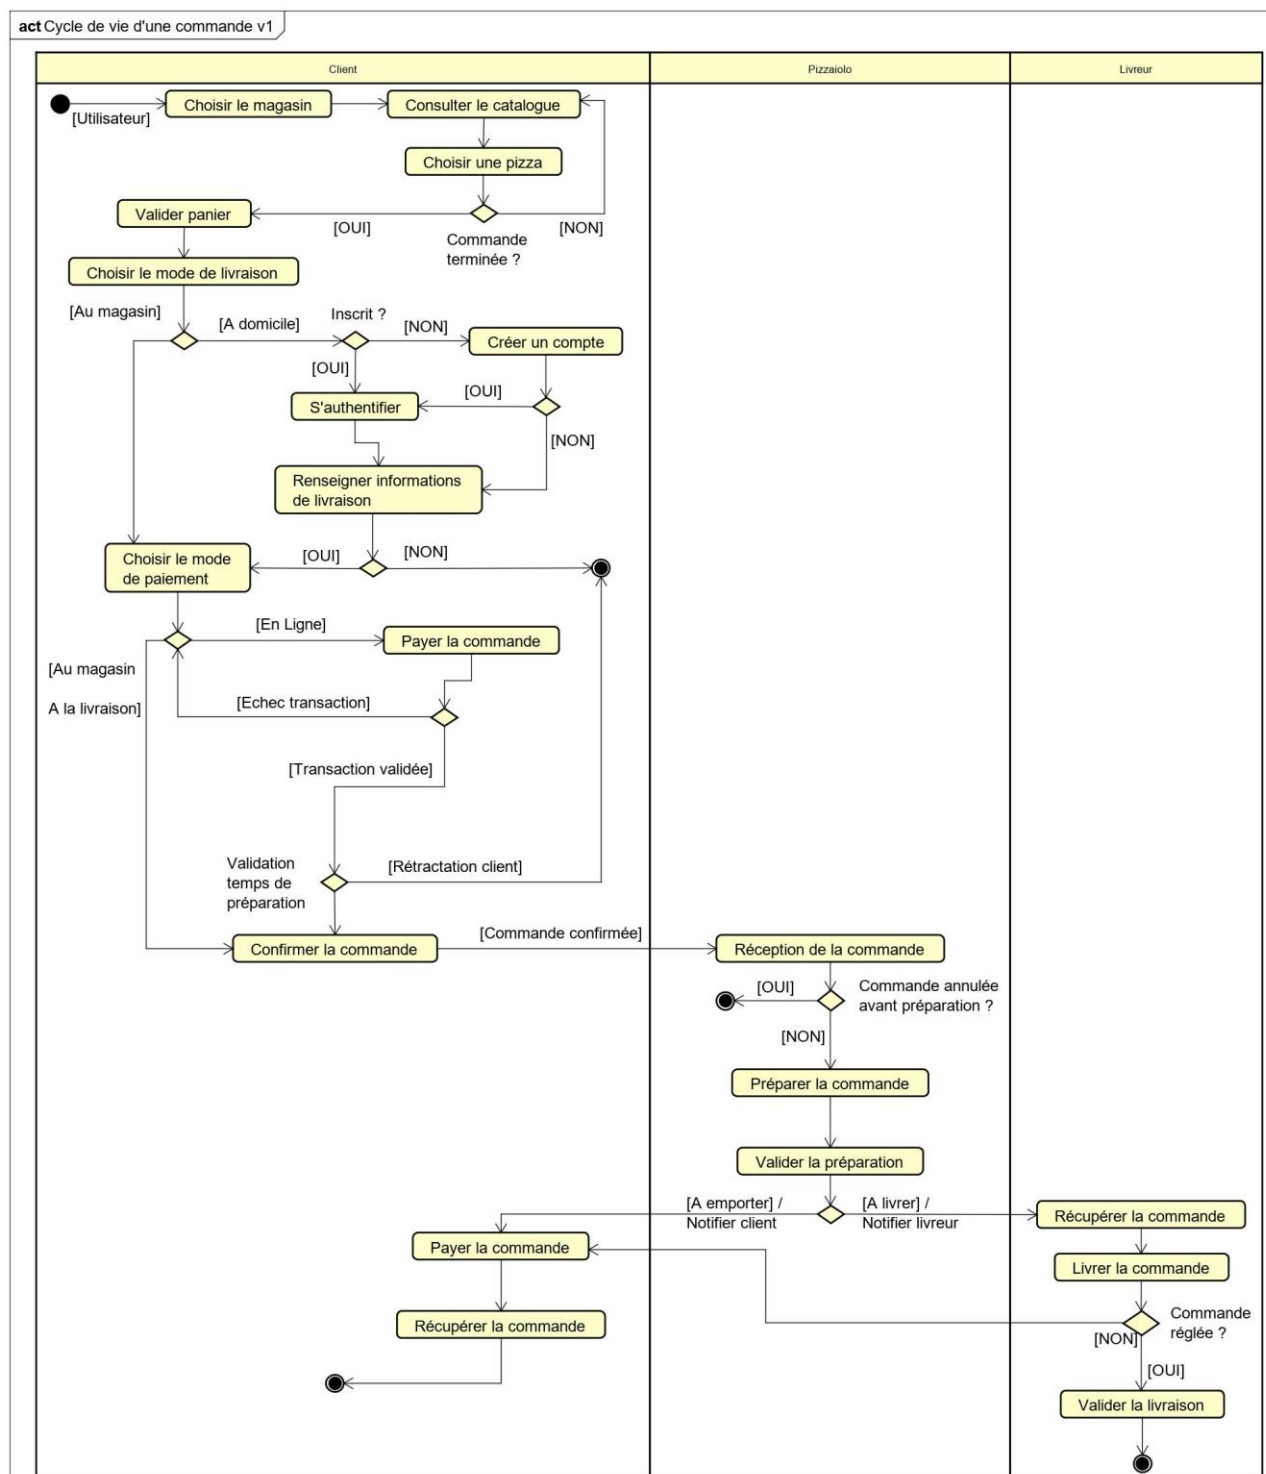 act Cycle de vie d'une commande v1
Client
Pizzaiolo
Livreur
[Utilisateur]
Choisir le magasin
Consulter le catalogue
Choisir une pizza
Valider panier
[OUI]
[NON]
Commande
terminée ?
Choisir le mode de livraison
[Au magasin]
[A domicile]
Inscrit ?
[NON]
Créer un compte
[OUI]
S'authentifier
[OUI]
[NON]
Renseigner informations
de livraison
Choisir le mode
de paiement
[OUI]
[NON]
[En Ligne]
Payer la commande
[Au magasin
A la livraison]
[Echec transaction]
[Transaction validée]
Validation
temps de
préparation
[Rétractation client]
Confirmer la commande
[Commande confirmée]
Réception de la commande
[OUI]
Commande annulée
avant préparation ?
[NON]
Préparer la commande
Valider la préparation
[A emporter] /
Notifier client
[A livrer] /
Notifier livreur
Récupérer la commande
Payer la commande
Livrer la commande
Récupérer la commande
Commande
réglée ?
[NON]
[OUI]
Valider la livraison